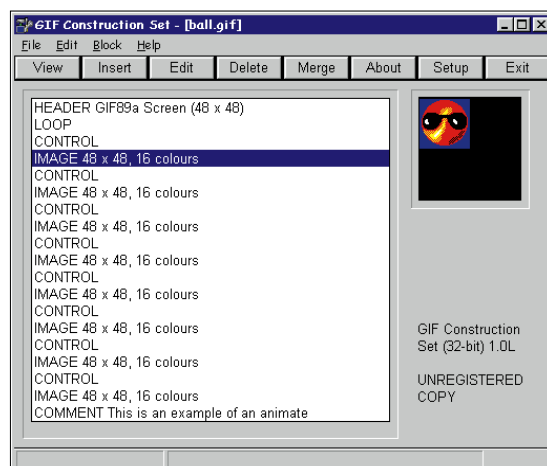 GIF Construction Set - [ball.gif]
File Edit Block Help
View Insert Edit Delete Merge About Setup Exit
HEADER GIF89a Screen (48 x 48)
LOOP
CONTROL
IMAGE 48 x 48, 16 colours
CONTROL
IMAGE 48 x 48, 16 colours
CONTROL
IMAGE 48 x 48, 16 colours
CONTROL
IMAGE 48 x 48, 16 colours
CONTROL
IMAGE 48 x 48, 16 colours
CONTROL
IMAGE 48 x 48, 16 colours
CONTROL
IMAGE 48 x 48, 16 colours
CONTROL
IMAGE 48 x 48, 16 colours
COMMENT This is an example of an animate
GIF Construction
Set (32-bit) 1.0L
UNREGISTERED
COPY